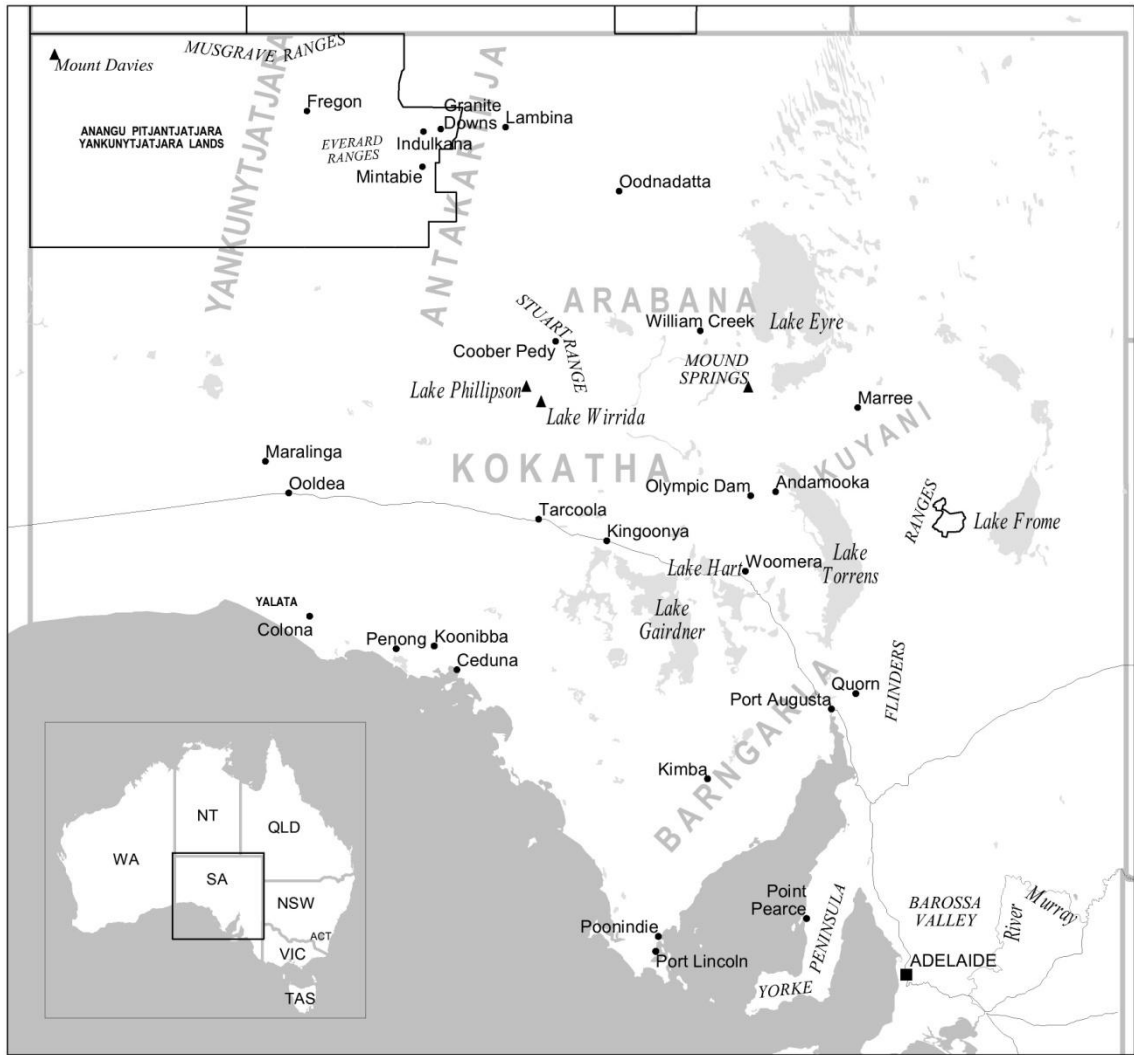 MUSGRAVE RANGES
Mount Davies
YANKUNYTJATJARA
ANTAKARINJA
Fregon
Granite
Downs
Lambina
ANANGU PITJANTJATJARA
YANKUNYTJATJARA LANDS
EVERARD
RANGES
Indulkana
Mintabie
Oodnadatta
ARABANA
STUART RANGE
William Creek
Lake Eyre
Coober Pedy
MOUND
SPRINGS
Lake Phillipson
Lake Wirrida
Marree
KUYANI
Maralinga
KOKATHA
Ooldea
Olympic Dam
Andamooka
Tarcoola
RANGES
Lake Frome
Kingoonya
Lake Hart
Woomera
Lake
Torrens
YALATA
Colona
Lake
Gairdner
Penong
Koonibba
Ceduna
FLINDERS
Quorn
Port Augusta
BARNGARLA
Kimba
NT
QLD
WA
SA
NSW
ACT
VIC
TAS
Point
Pearce
PENINSULA
YORKE
BAROSSA
VALLEY
River
Murray
Poonindie
Port Lincoln
ADELAIDE